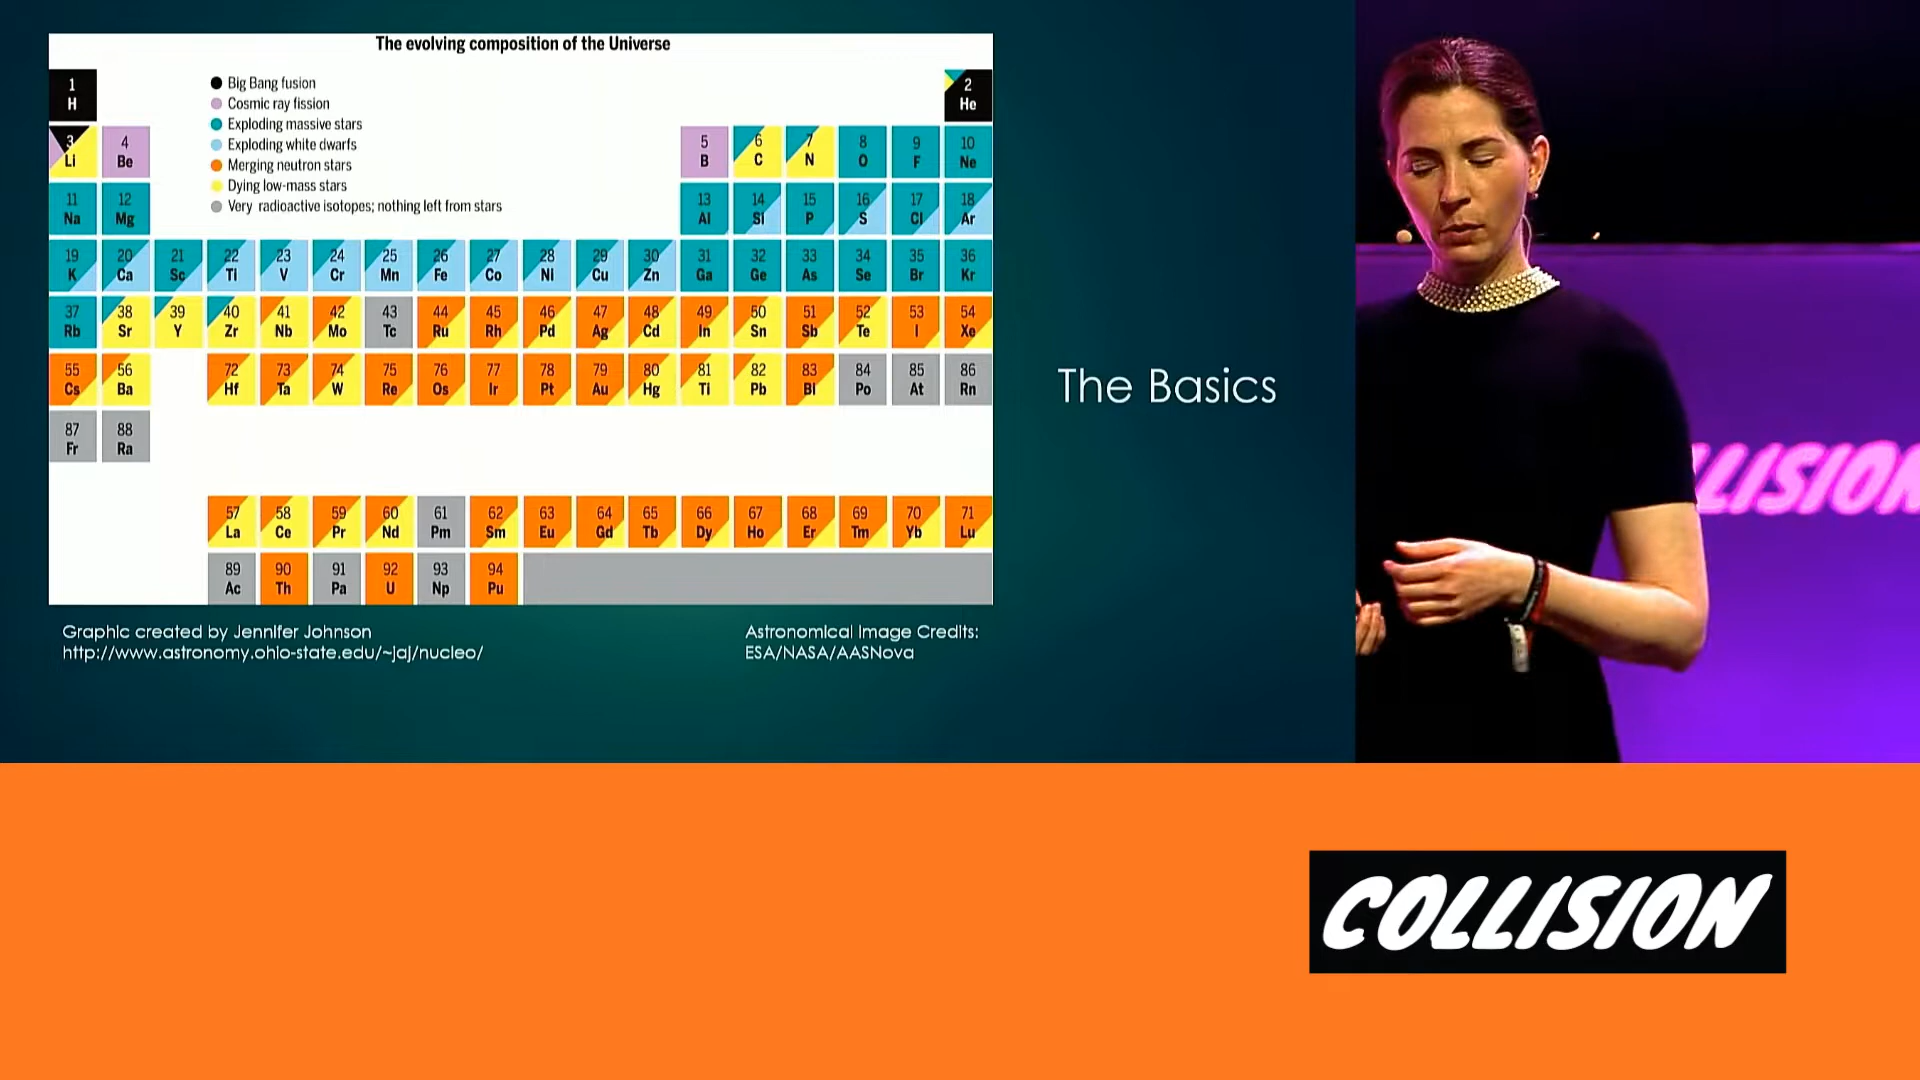 The evolving composition of the Universe
Big Bang fusion
Cosmic ray fission
Exploding massive stars
Exploding white dwarfs
Merging neutron stars
Dying low-mass stars
Very radioactive isotopes; nothing left from stars
1 2
H He
3 4 5 6 7 8 9 10
Li Be B C N O F Ne
11 12 13 14 15 16 17 18
Na Mg Al Si P S Cl Ar
19 20 21 22 23 24 25 26 27 28 29 30 31 32 33 34 35 36
K Ca Sc Ti V Cr Mn Fe Co Ni Cu Zn Ga Ge As Se Br Kr
37 38 39 40 41 42 43 44 45 46 47 48 49 50 51 52 53 54
Rb Sr Y Zr Nb Mo Tc Ru Rh Pd Ag Cd In Sn Sb Te I Xe
55 56 72 73 74 75 76 77 78 79 80 81 82 83 84 85 86
Cs Ba Hf Ta W Re Os Ir Pt Au Hg Tl Pb Bi Po At Rn
87 88
Fr Ra
57 58 59 60 61 62 63 64 65 66 67 68 69 70 71
La Ce Pr Nd Pm Sm Eu Gd Tb Dy Ho Er Tm Yb Lu
89 90 91 92 93 94
Ac Th Pa U Np Pu
Graphic created by Jennifer Johnson
http://www.astronomy.ohio-state.edu/~jaj/nucleo/
Astronomical Image Credits:
ESA/NASA/AASNova
The Basics
LLISION
COLLISION